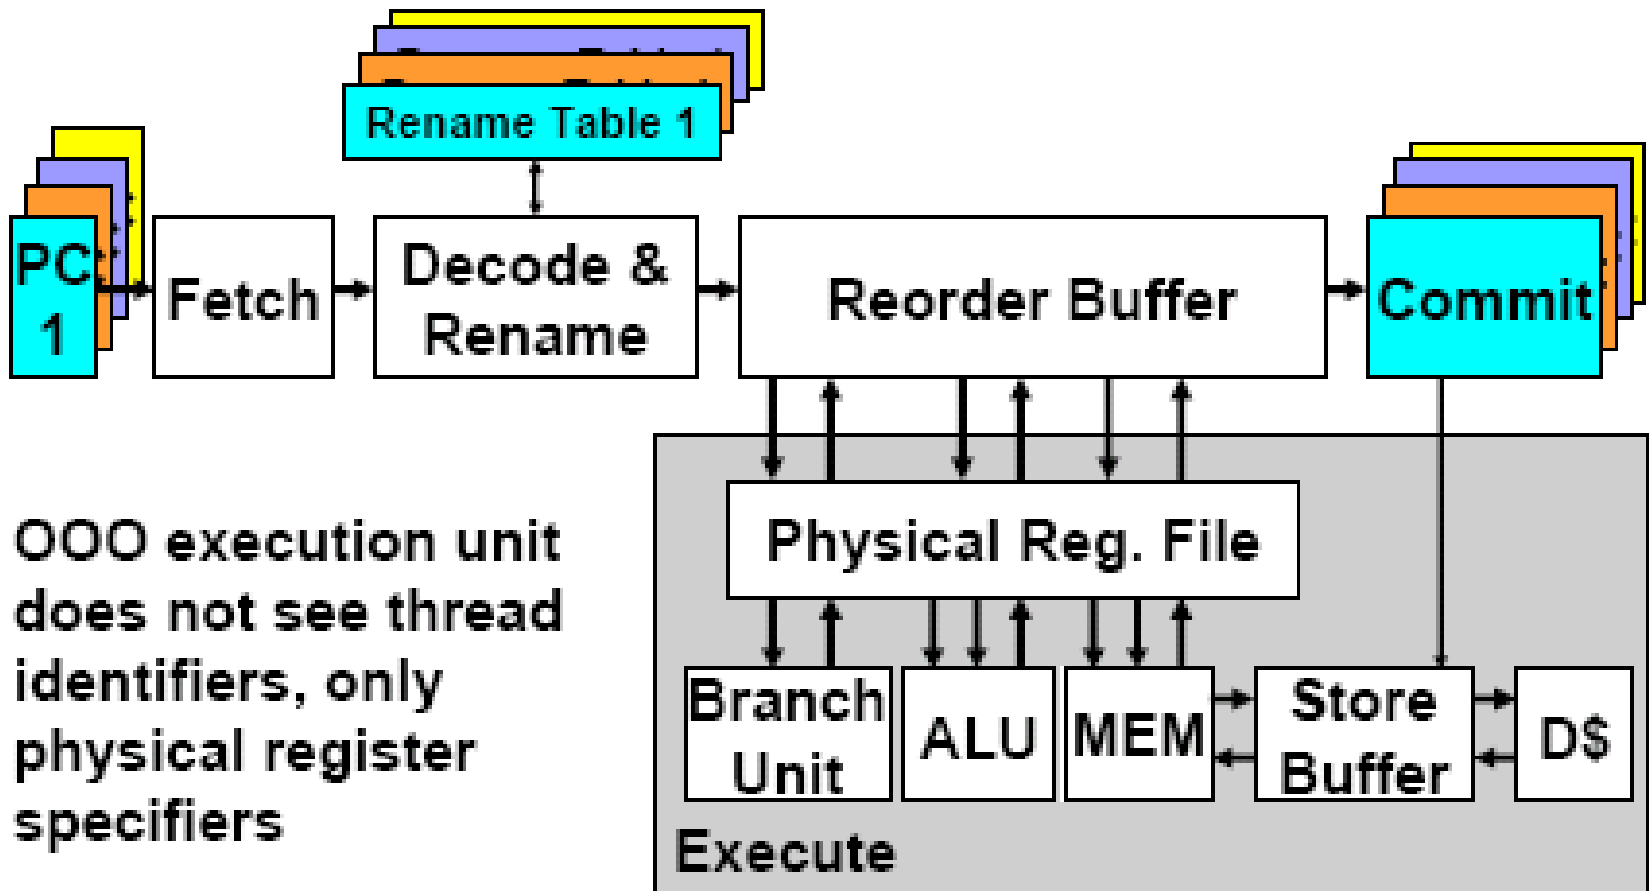 Rename Table 1
PC
1
Fetch
Decode &
Rename
Reorder Buffer
Commit
Physical Reg. File
OOO execution unit
does not see thread
identifiers, only
physical register
specifiers
Branch
Unit
ALU
MEM
Store
Buffer
D$
Execute